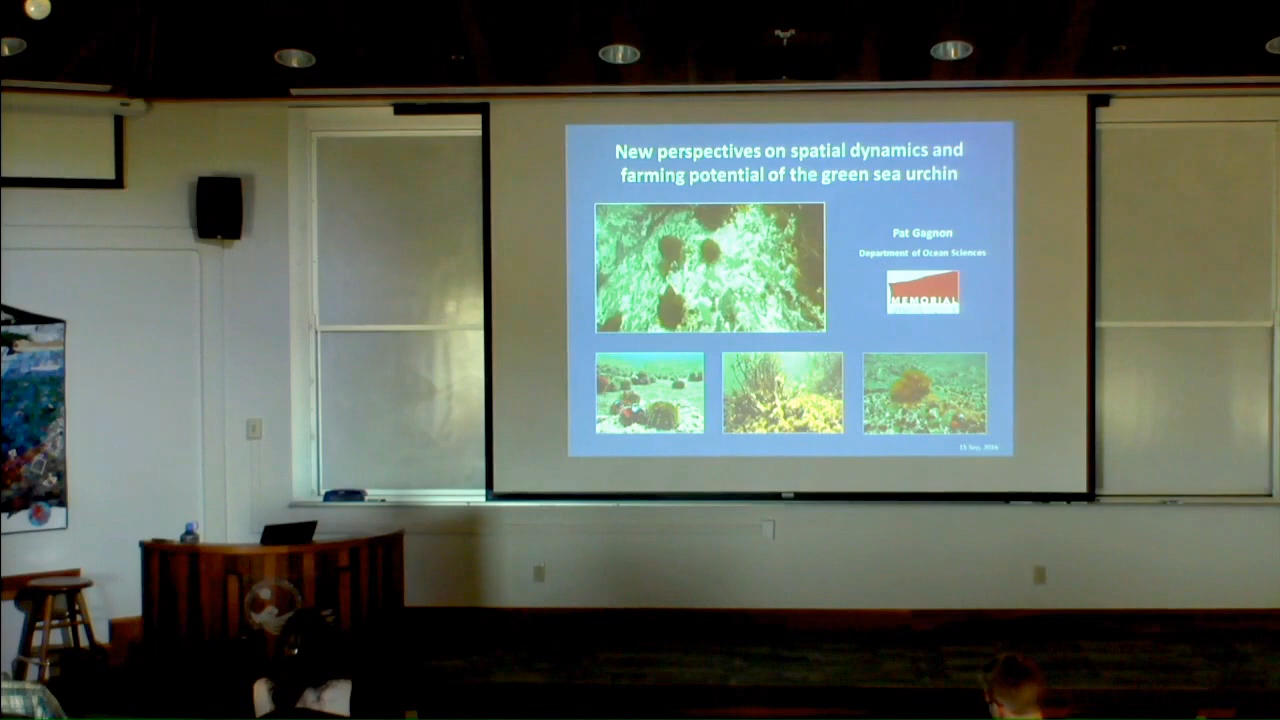 New perspectives on spatial dynamics and
farming potential of the green sea urchin
Pat Gagnon
Department of Ocean Sciences
MEMORIAL
15 Sep, 2016